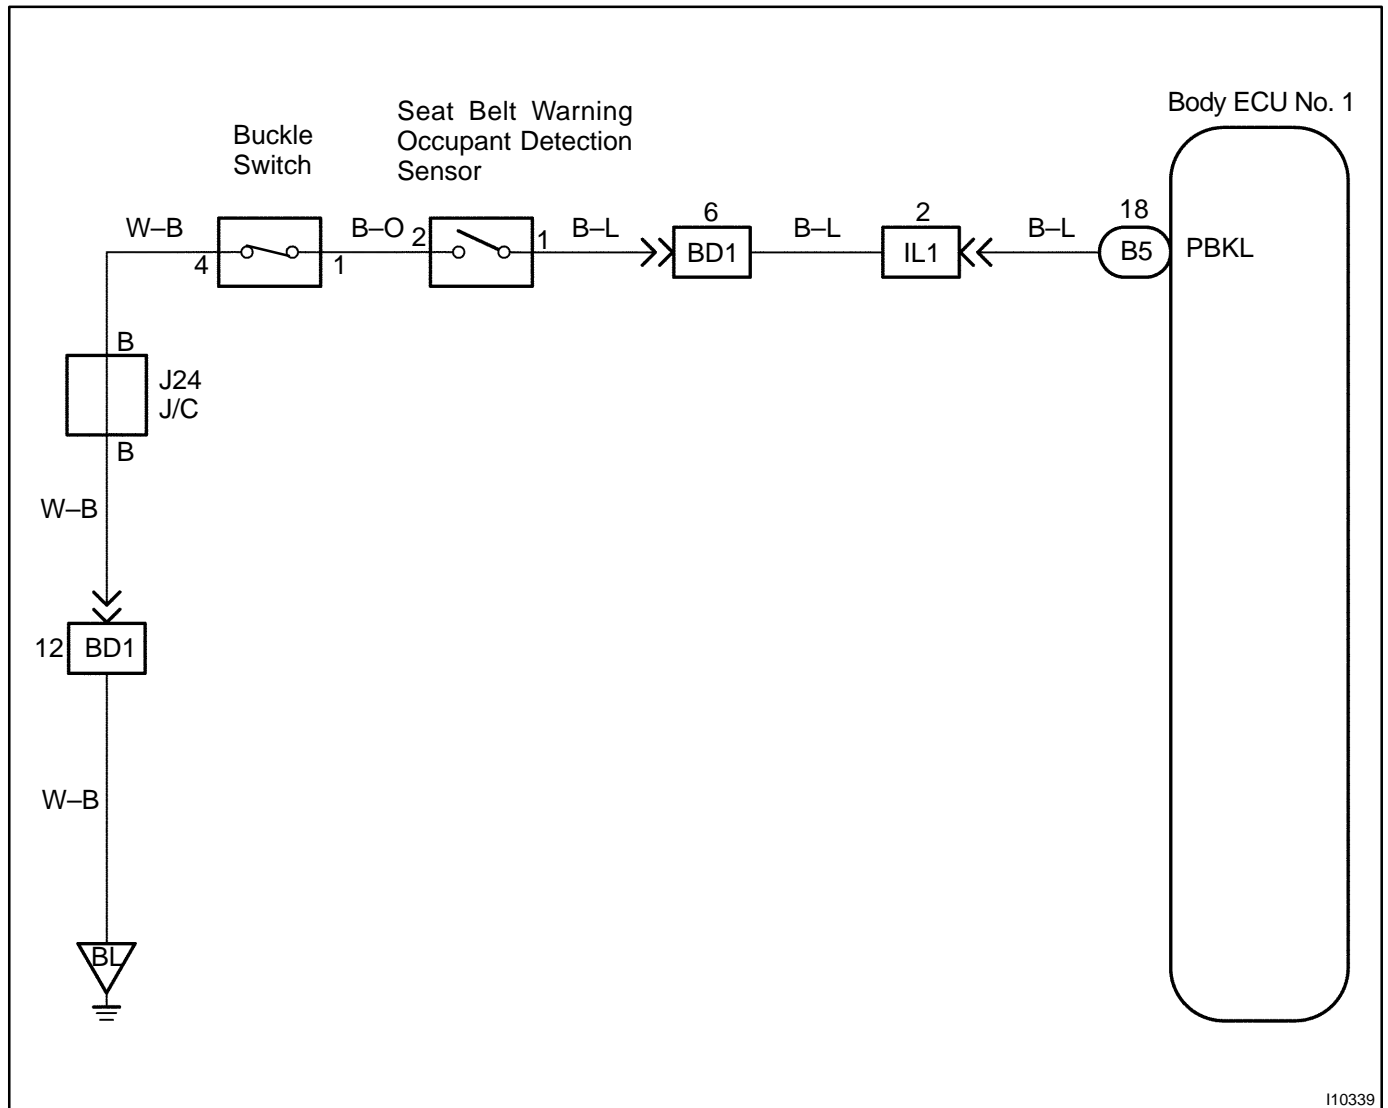 Body ECU No. 1
Seat Belt Warning
Occupant Detection
Sensor
Buckle
Switch
W–B
4
1
B–O
2
1
B–L
6
BD1
B–L
2
IL1
B–L
18
B5
PBKL
B
J24
J/C
B
W–B
12
BD1
W–B
BL
I10339